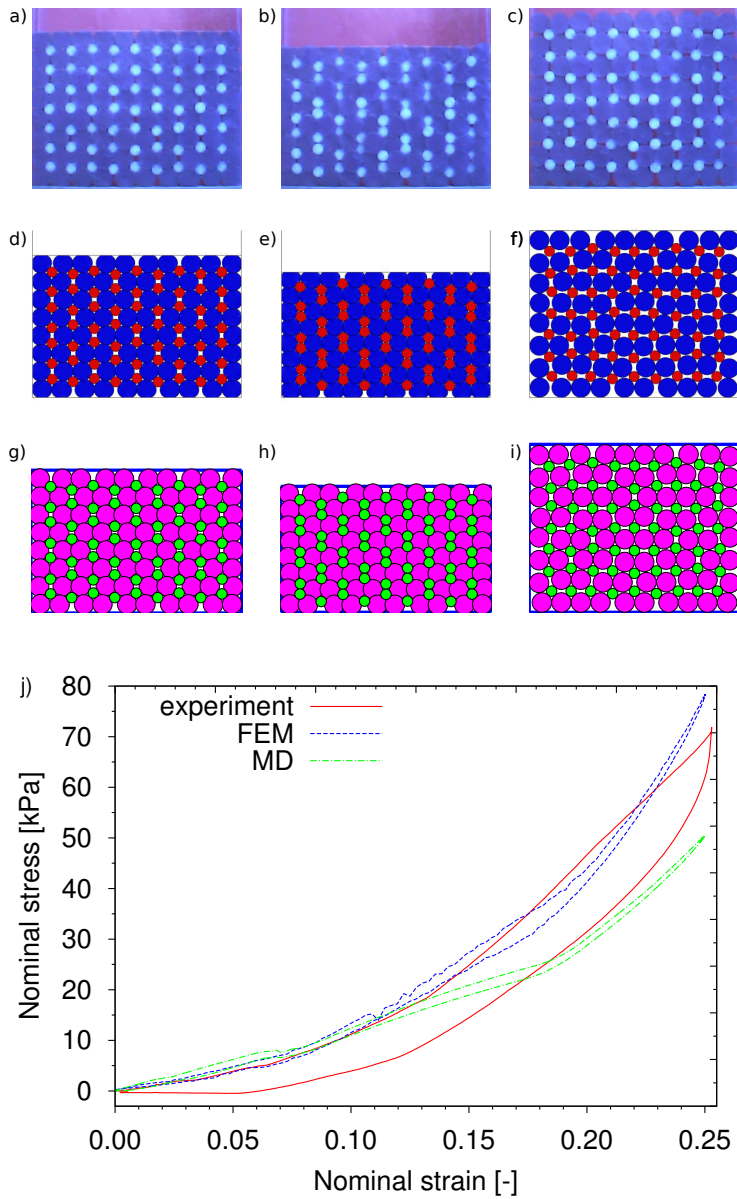 a)
b)
c)
d)
e)
f)
g)
h)
i)
j)
80
70
60
50
40
30
20
10
0
Nominal stress [kPa]
experiment
FEM
MD
0.00
0.05
0.10
0.15
0.20
0.25
Nominal strain [-]